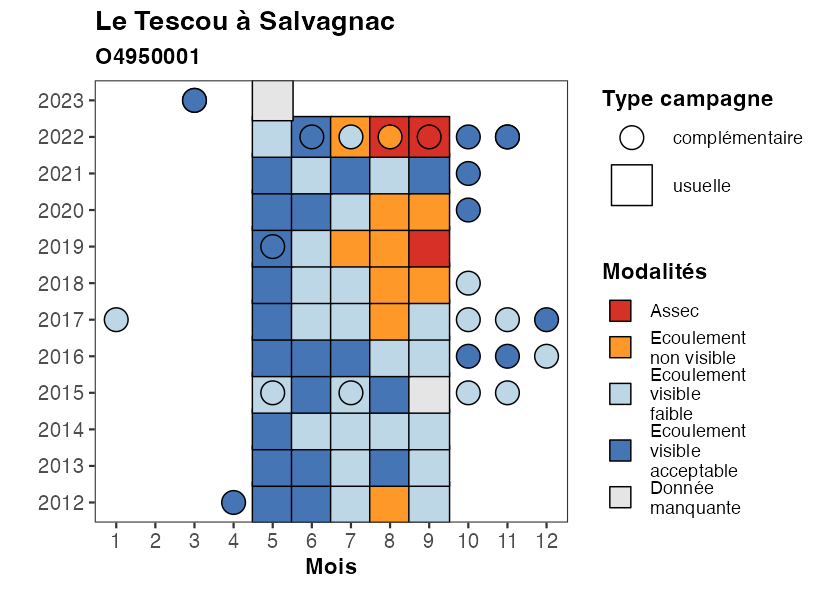 Le Tescou à Salvagnac
O4950001
2023
2022
2021
2020
2019
2018
2017
2016
2015
2014
2013
2012
1 2 3 4 5 6 7 8 9 10 11 12
Mois
Type campagne
complémentaire
usuelle
Modalités
Assec
Ecoulement
non visible
Ecoulement
visible
faible
Ecoulement
visible
acceptable
Donnée
manquante